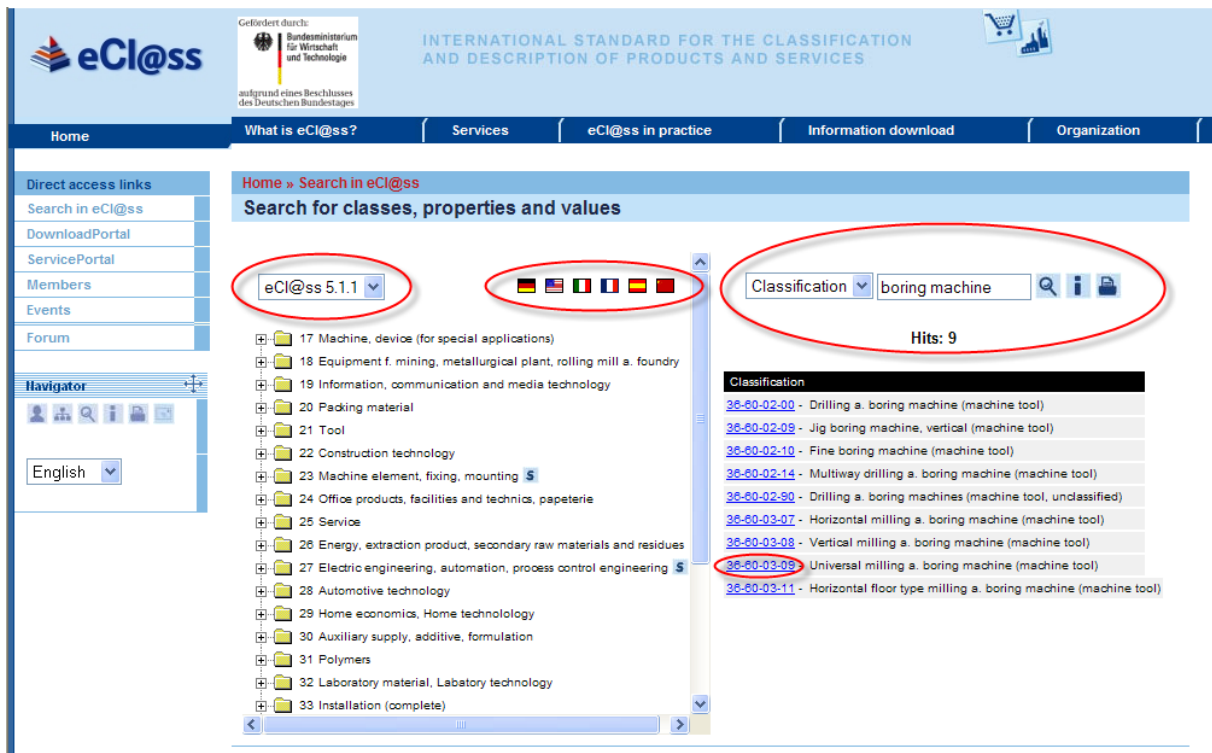 eCl@ss
Gefördert durch:
Bundesministerium
für Wirtschaft
und Technologie
aufgrund eines Beschlusses
des Deutschen Bundestages
INTERNATIONAL STANDARD FOR THE CLASSIFICATION
AND DESCRIPTION OF PRODUCTS AND SERVICES
Home
What is eCl@ss?
Services
eCl@ss in practice
Information download
Organization
Direct access links
Search in eCl@ss
DownloadPortal
ServicePortal
Members
Events
Forum
Navigator
English
Home » Search in eCl@ss
Search for classes, properties and values
eCl@ss 5.1.1
17 Machine, device (for special applications)
18 Equipment f. mining, metallurgical plant, rolling mill a. foundry
19 Information, communication and media technology
20 Packing material
21 Tool
22 Construction technology
23 Machine element, fixing, mounting S
24 Office products, facilities and technics, papeterie
25 Service
26 Energy, extraction product, secondary raw materials and residues
27 Electric engineering, automation, process control engineering S
28 Automotive technology
29 Home economics, Home technolology
30 Auxiliary supply, additive, formulation
31 Polymers
32 Laboratory material, Labatory technology
33 Installation (complete)
Classification boring machine
Hits: 9
Classification
36-60-02-00 - Drilling a. boring machine (machine tool)
36-60-02-09 - Jig boring machine, vertical (machine tool)
36-60-02-10 - Fine boring machine (machine tool)
36-60-02-14 - Multiway drilling a. boring machine (machine tool)
36-60-02-90 - Drilling a. boring machines (machine tool, unclassified)
36-60-03-07 - Horizontal milling a. boring machine (machine tool)
36-60-03-08 - Vertical milling a. boring machine (machine tool)
36-60-03-09 - Universal milling a. boring machine (machine tool)
36-60-03-11 - Horizontal floor type milling a. boring machine (machine tool)